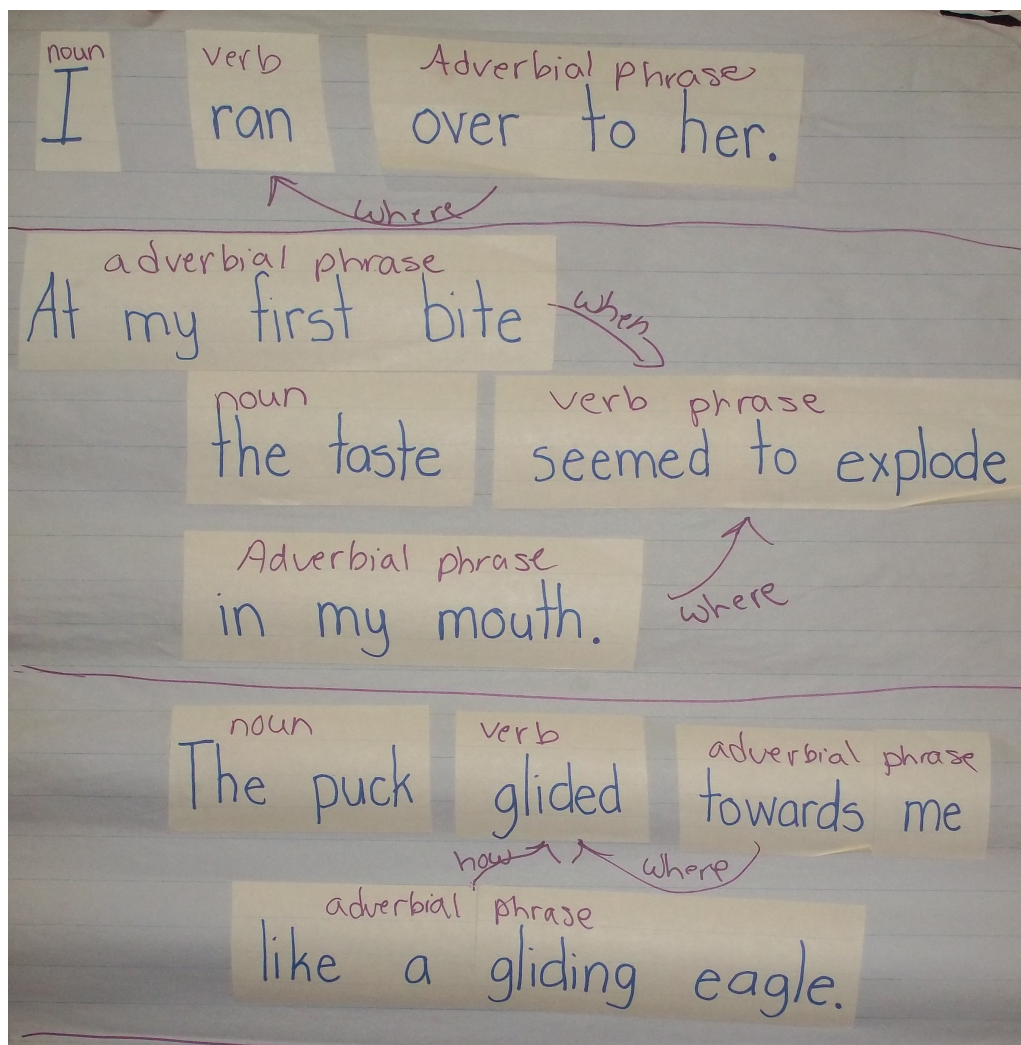 noun verb Adverbial phrase
I ran over to her.
where
adverbial phrase
At my first bite
when
noun verb phrase
the taste seemed to explode
Adverbial phrase
in my mouth.
where
noun verb adverbial phrase
The puck glided towards me
how where
adverbial phrase
like a gliding eagle.